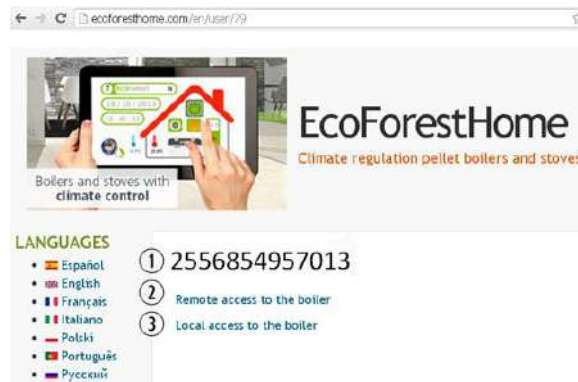 ecoforesthome.com/en/user/79
EcoForestHome
Climate regulation pellet boilers and stoves
Boilers and stoves with
climate control
LANGUAGES
Español
English
Français
Italiano
Polski
Português
Русский
1 2556854957013
2 Remote access to the boiler
3 Local access to the boiler